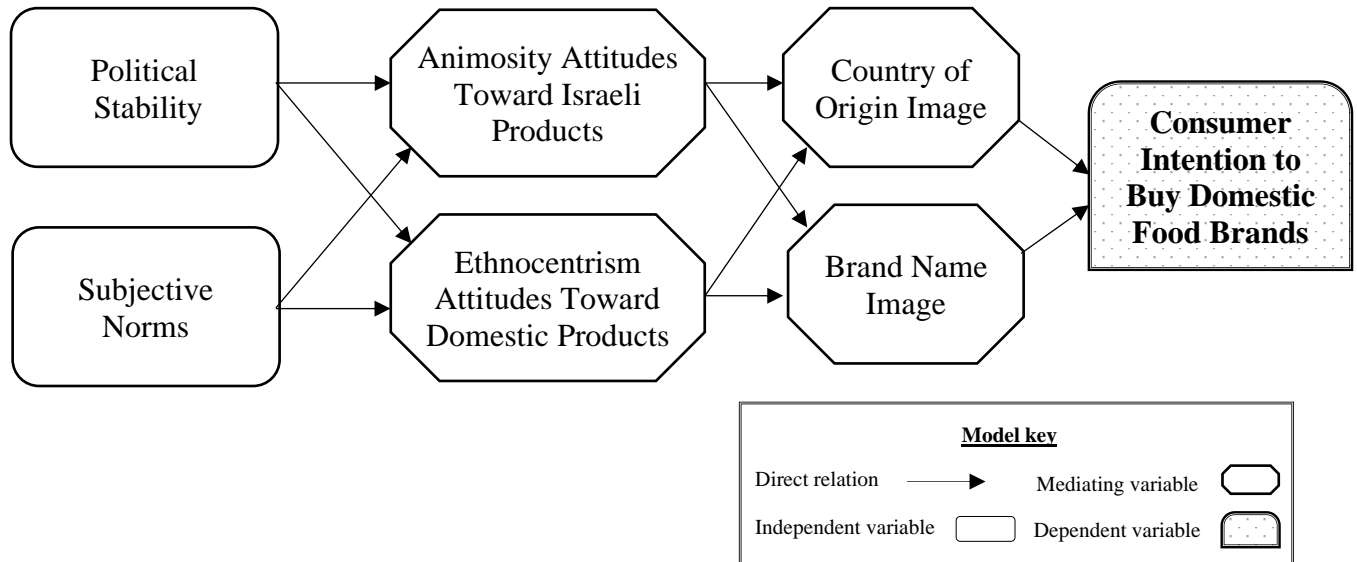 Political
Stability
Animosity Attitudes
Toward Israeli
Products
Country of
Origin Image
Consumer
Intention to
Buy Domestic
Food Brands
Subjective
Norms
Ethnocentrism
Attitudes Toward
Domestic Products
Brand Name
Image
Model key
Direct relation
Mediating variable
Independent variable
Dependent variable